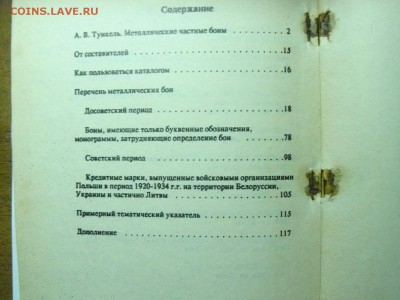 COINS.LAVE.RU
Содержание
А. В. Тункель. Металлические частные боны 2
От составителей 15
Как пользоваться каталогом 16
Перечень металлических бон
Досоветский период 18
Боны, имеющие только буквенные обозначения,
монограммы, затрудняющие определение бон 78
Советский период 98
Кредитные марки, выпущенные войсковыми организациями
Польши в период 1920-1934 г.г. на территории Белоруссии,
Украины и частично Литвы 105
Примерный тематический указатель 115
Дополнение 117